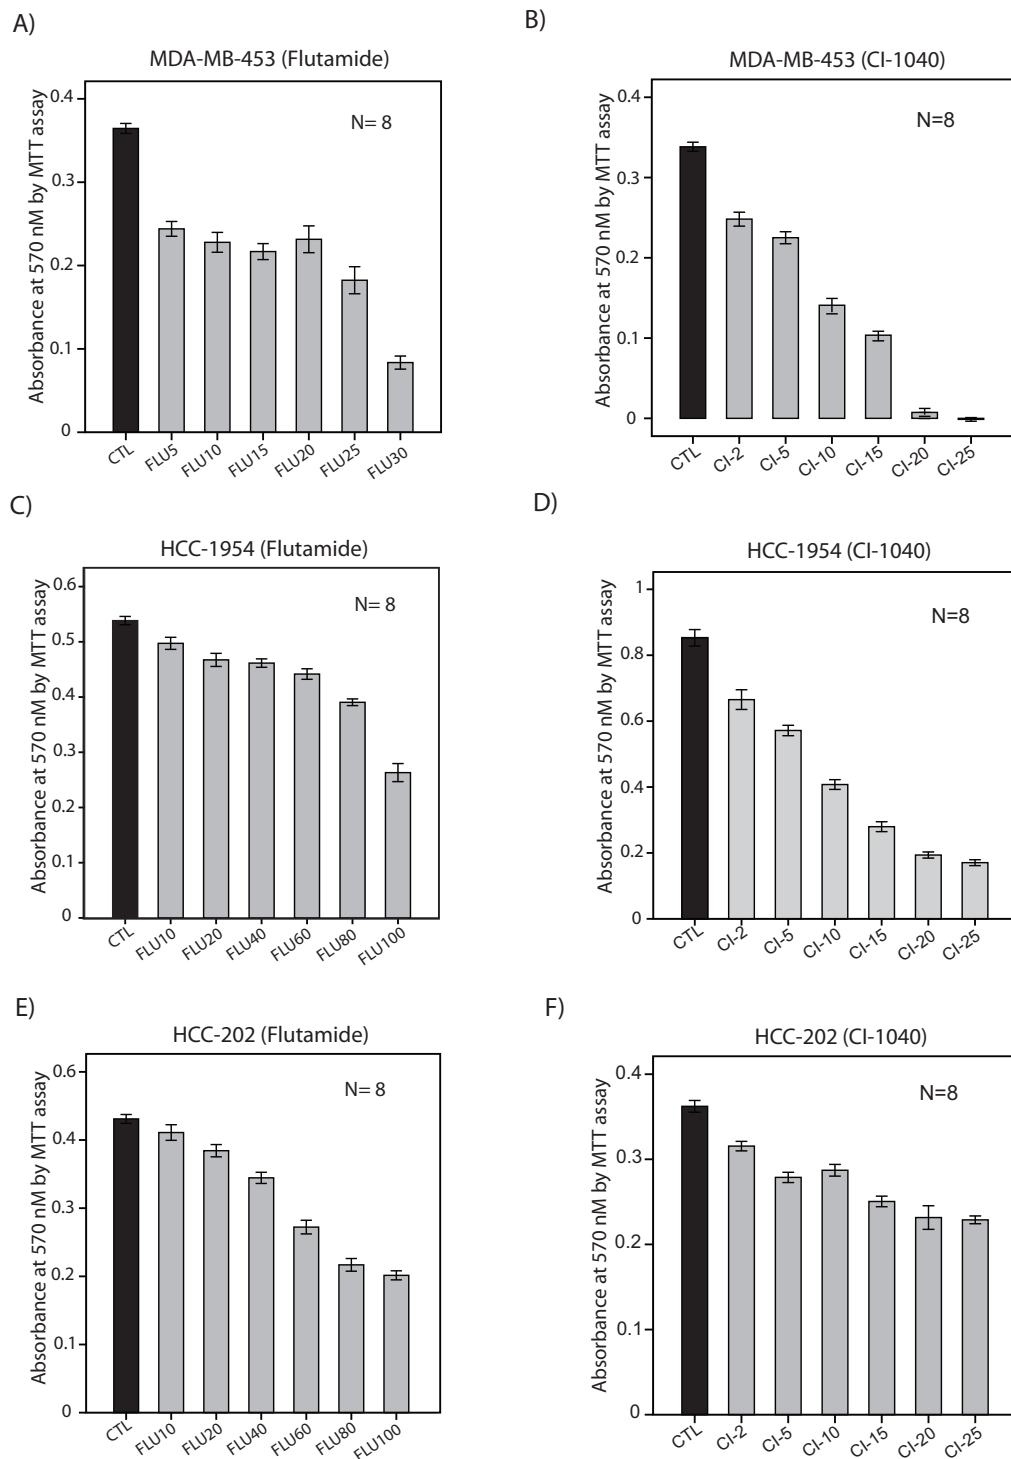 A)
MDA-MB-453 (Flutamide)
N= 8
Absorbance at 570 nM by MTT assay
0.4
0.3
0.2
0.1
0
CTL
FLU5
FLU10
FLU15
FLU20
FLU25
FLU30
B)
MDA-MB-453 (CI-1040)
N=8
Absorbance at 570 nM by MTT assay
0.4
0.3
0.2
0.1
0
CTL
CI-2
CI-5
CI-10
CI-15
CI-20
CI-25
C)
HCC-1954 (Flutamide)
N= 8
Absorbance at 570 nM by MTT assay
0.6
0.5
0.4
0.3
0.2
0.1
0
CTL
FLU10
FLU20
FLU40
FLU60
FLU80
FLU100
D)
HCC-1954 (CI-1040)
N=8
Absorbance at 570 nM by MTT assay
1
0.8
0.6
0.4
0.2
0
CTL
CI-2
CI-5
CI-10
CI-15
CI-20
CI-25
E)
HCC-202 (Flutamide)
N= 8
Absorbance at 570 nM by MTT assay
0.6
0.4
0.3
0.2
0.1
0
CTL
FLU10
FLU20
FLU40
FLU60
FLU80
FLU100
F)
HCC-202 (CI-1040)
N=8
Absorbance at 570 nM by MTT assay
0.4
0.3
0.2
0.1
0
CTL
CI-2
CI-5
CI-10
CI-15
CI-20
CI-25